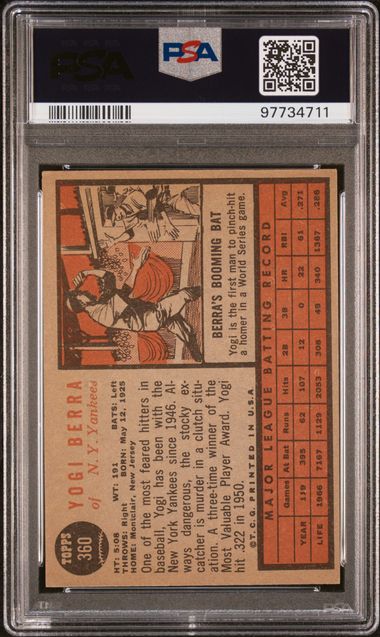 PSA
PSA
97734711
TOPPS
360
YOGI BERRA
of N. Y. Yankees
HT: 5:08 WT: 191 BATS: Left
THROWS: Right BORN: May 12, 1925
HOME: Montclair, New Jersey
One of the most feared hitters in
baseball, Yogi has been with the
New York Yankees since 1946. Al-
ways dangerous, the stocky ex-
catcher is murder in a clutch situ-
ation. A three-time winner of the
Most Valuable Player Award, Yogi
hit .322 in 1950.
BERRA'S BOOMING BAT
Yogi is the first man to pinch-hit
a homer in a World Series game.
© T.C.G. PRINTED IN U.S.A.
MAJOR LEAGUE BATTING RECORD
Games At Bat Runs Hits 2B 3B HR RBI Avg
YEAR 119 395 62 107 12 0 22 61 .271
LIFE 1966 7167 1129 2053 308 49 340 1387 .286